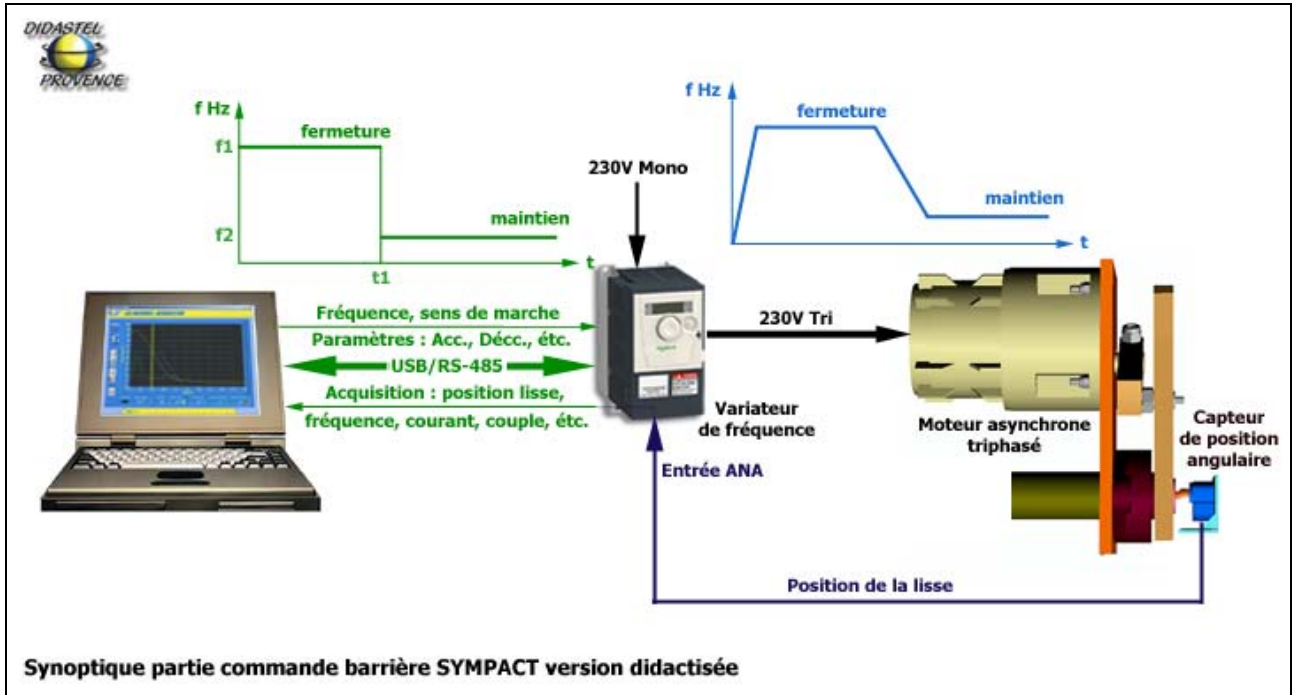 DIDASTEL
PROVENCE
f Hz
fermeture
f1
f2
maintien
t1
t
230V Mono
f Hz
fermeture
maintien
t
Fréquence, sens de marche
Paramètres : Acc., Décc., étc.
USB/RS-485
Acquisition : position lisse,
fréquence, courant, couple, étc.
Variateur
de fréquence
230V Tri
Moteur asynchrone
triphasé
Capteur
de position
angulaire
Entrée ANA
Position de la lisse
Synoptique partie commande barrière SYMPACT version didactisée